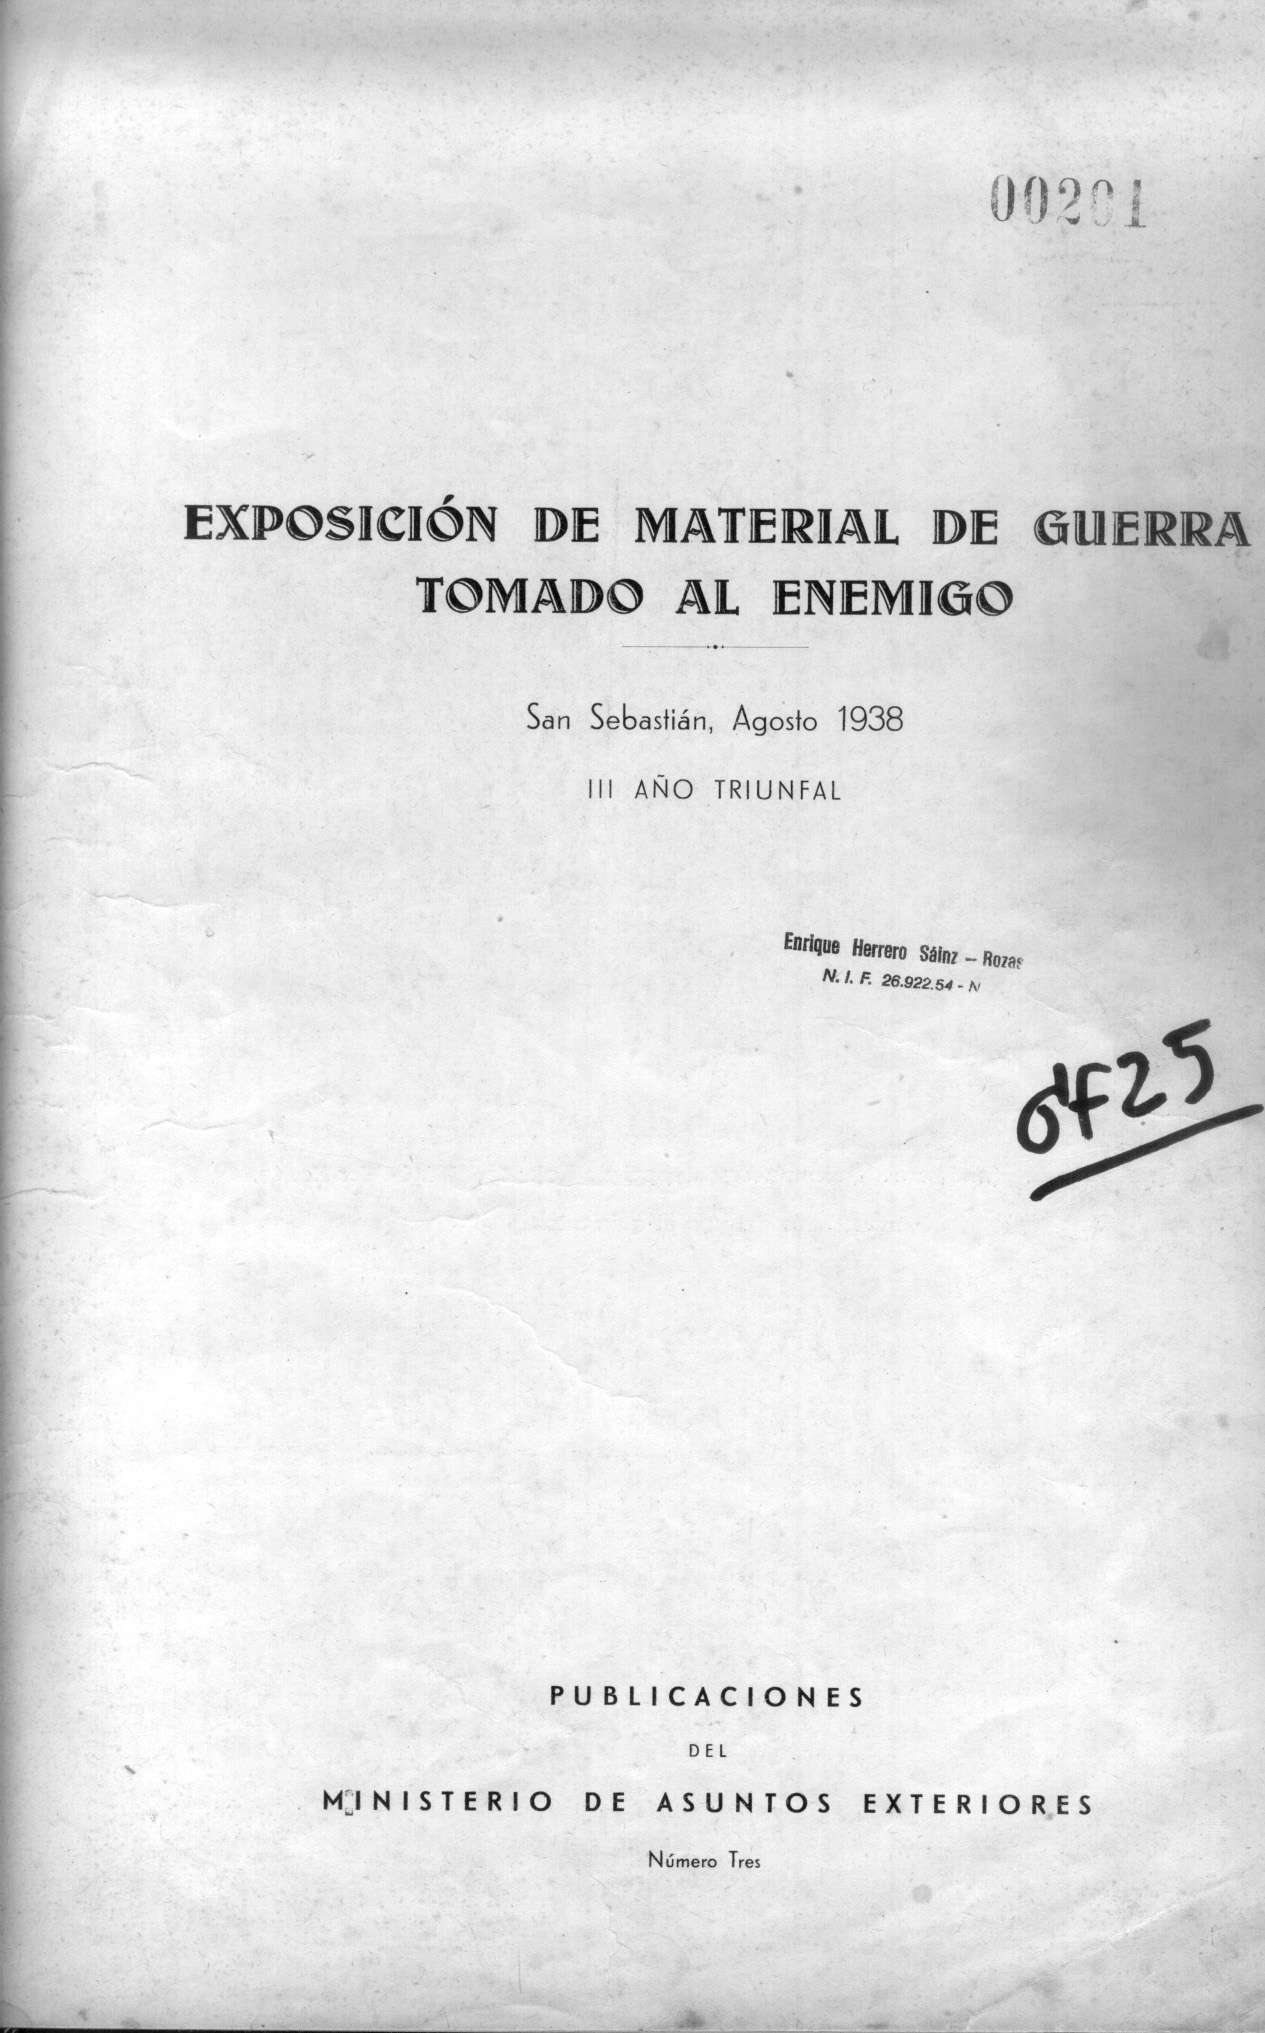 00201
EXPOSICIÓN DE MATERIAL DE GUERRA
TOMADO AL ENEMIGO
San Sebastián, Agosto 1938
III AÑO TRIUNFAL
Enrique Herrero Sáinz – Rozas
N. I. F. 26.922.54 - N
F25
PUBLICACIONES
DEL
MINISTERIO DE ASUNTOS EXTERIORES
Número Tres